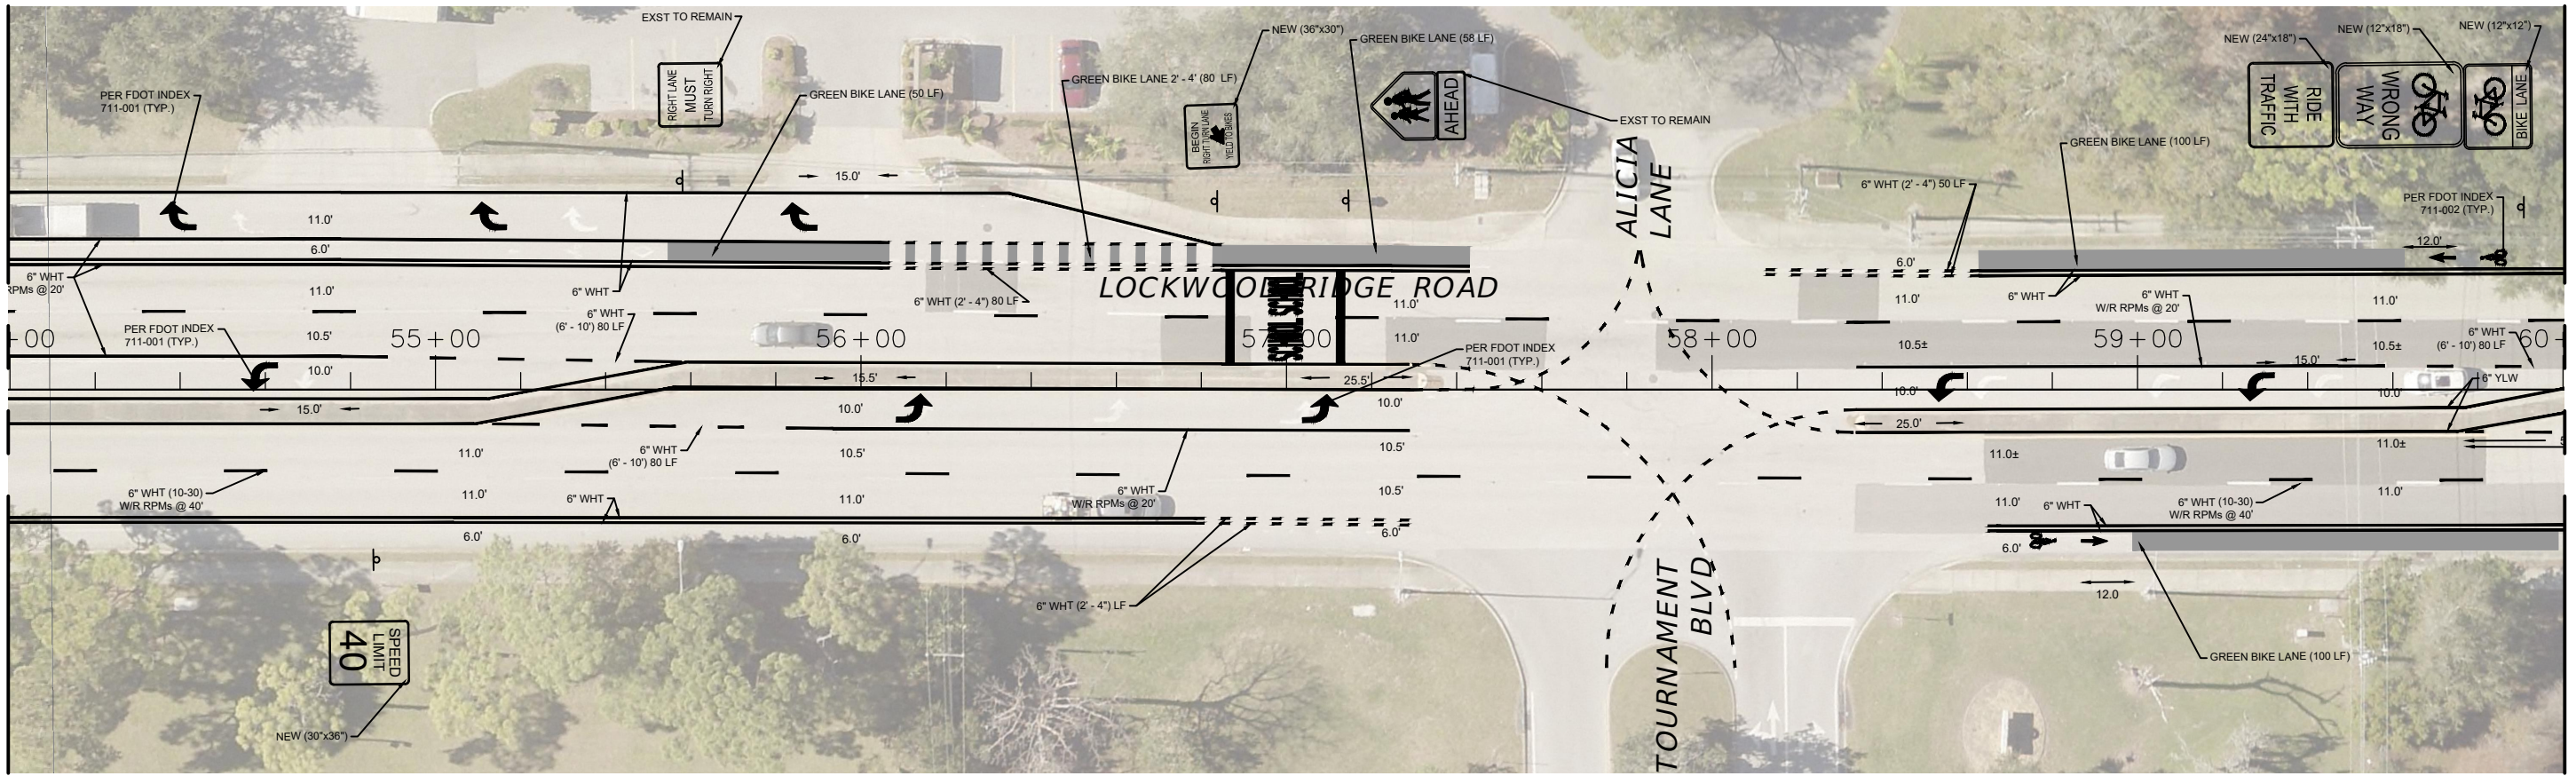 EXST TO REMAIN
RIGHT LANE
MUST
TURN RIGHT
PER FDOT INDEX
711-001 (TYP.)
GREEN BIKE LANE (50 LF)
GREEN BIKE LANE 2' - 4' (80 LF)
NEW (36"x30")
BEGIN
RIGHT TURN LANE
YIELD TO BIKES
GREEN BIKE LANE (58 LF)
AHEAD
EXST TO REMAIN
ALICIA
LANE
NEW (24"x18")
NEW (12"x18")
NEW (12"x12")
RIDE
WITH
TRAFFIC
WRONG
WAY
BIKE LANE
GREEN BIKE LANE (100 LF)
6" WHT (2' - 4") 50 LF
PER FDOT INDEX
711-002 (TYP.)
15.0'
11.0'
6.0'
12.0'
6.0'
6" WHT
RPMs @ 20'
11.0'
6" WHT
6" WHT (2' - 4") 80 LF
LOCKWOOD RIDGE ROAD
11.0'
11.0'
6" WHT
6" WHT
W/R RPMs @ 20'
11.0'
6" WHT
(6' - 10') 80 LF
PER FDOT INDEX
711-001 (TYP.)
10.5'
+00
55+00
56+00
57+00
58+00
59+00
60+
11.0'
PER FDOT INDEX
711-001 (TYP.)
10.5±
10.5±
6" WHT
(6' - 10') 80 LF
10.0'
15.5'
25.5'
15.0'
6" YLW
10.0'
10.0'
15.0'
10.0'
10.0'
25.0'
11.0'
6" WHT
(6' - 10') 80 LF
10.5'
10.5'
11.0±
11.0±
6" WHT (10-30)
W/R RPMs @ 40'
11.0'
6" WHT
11.0'
6" WHT
W/R RPMs @ 20'
10.5'
11.0'
6" WHT
6" WHT (10-30)
W/R RPMs @ 40'
11.0'
6.0'
6.0'
6.0'
6.0'
6" WHT (2' - 4") LF
12.0
TOURNAMENT
BLVD
GREEN BIKE LANE (100 LF)
SPEED
LIMIT
40
NEW (30"x36")